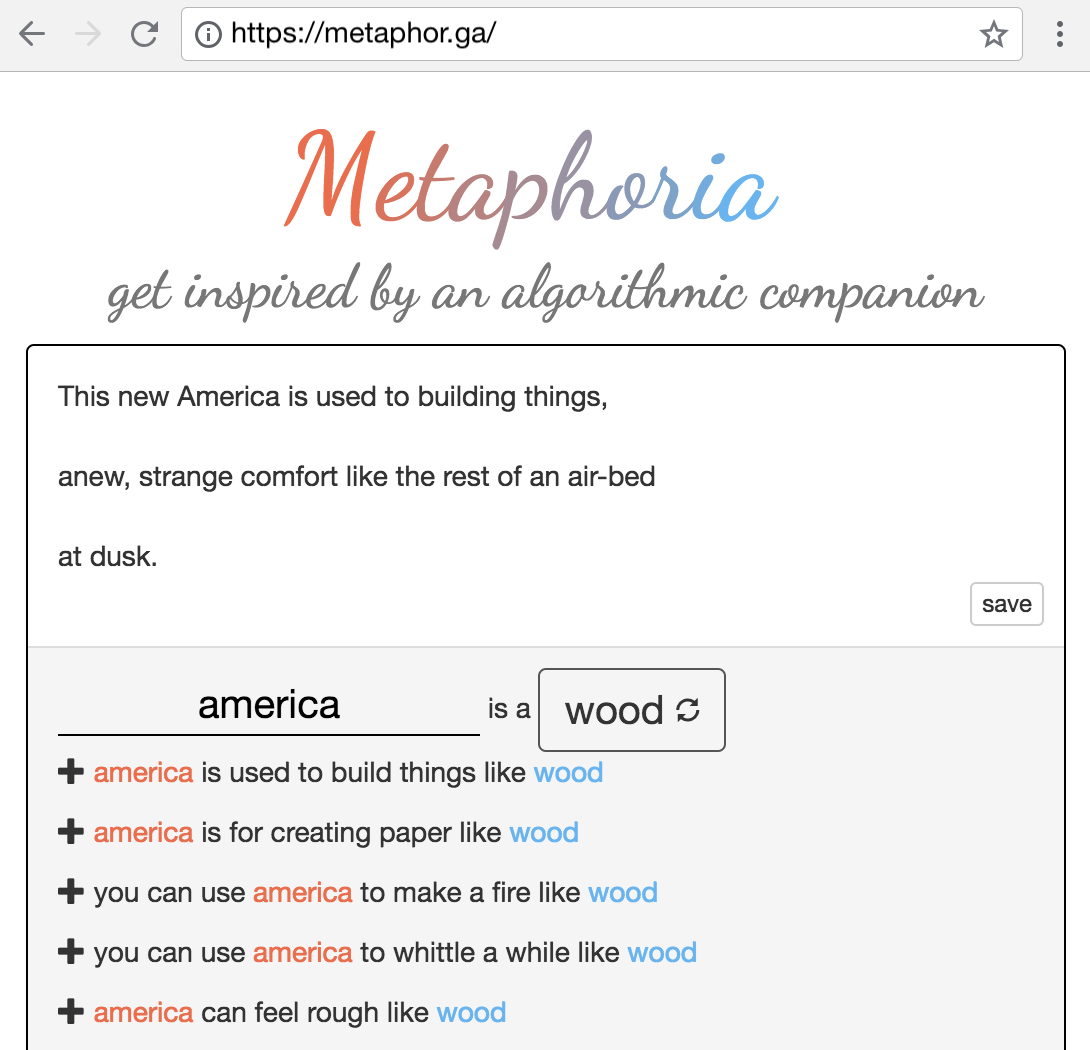 https://metaphor.ga/
Metaphoria
get inspired by an algorithmic companion
This new America is used to building things,
anew, strange comfort like the rest of an air-bed
at dusk.
save
america is a wood
america is used to build things like wood
america is for creating paper like wood
you can use america to make a fire like wood
you can use america to whittle a while like wood
america can feel rough like wood